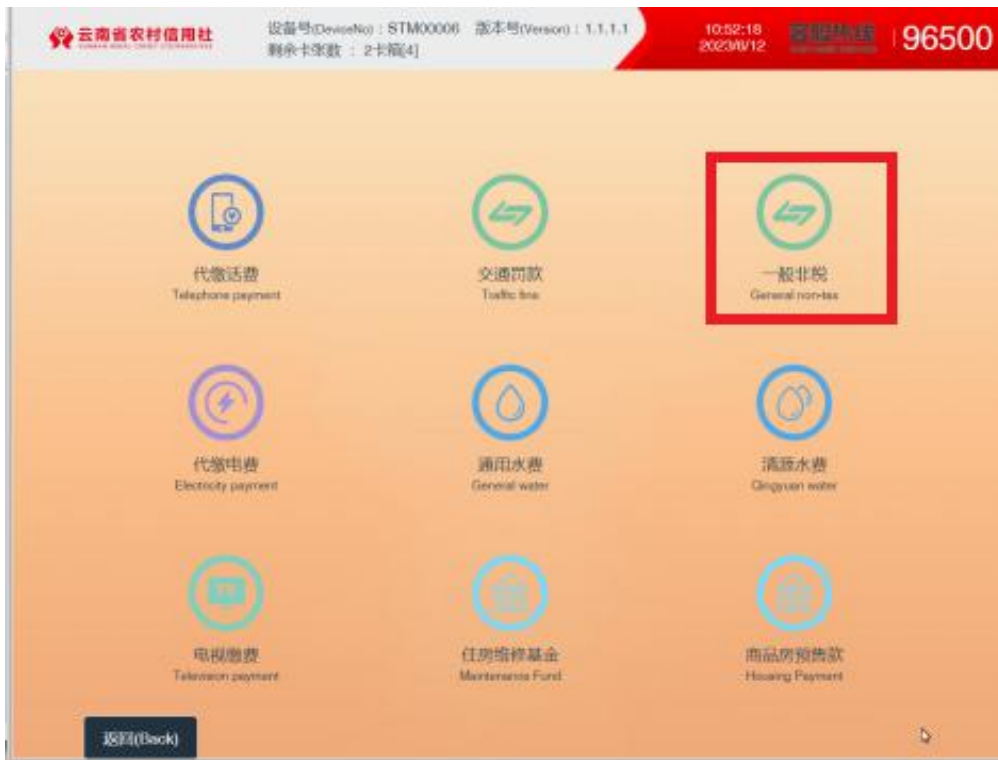 云南省农村信用社
设备号(DeviceNo)：STM00006 版本号(Version)：1.1.1.1
剩余卡张数 ： 2卡箱[4]
10:52:18
2023/6/12
客服热线
96500
代缴话费
Telephone payment
交通罚款
Traffic fine
一般非税
General non-tax
代缴电费
Electricity payment
通用水费
General water
清源水费
Qingyuan water
电视缴费
Television payment
住房维修基金
Maintenance Fund
商品房预售款
Housing Payment
返回(Back)